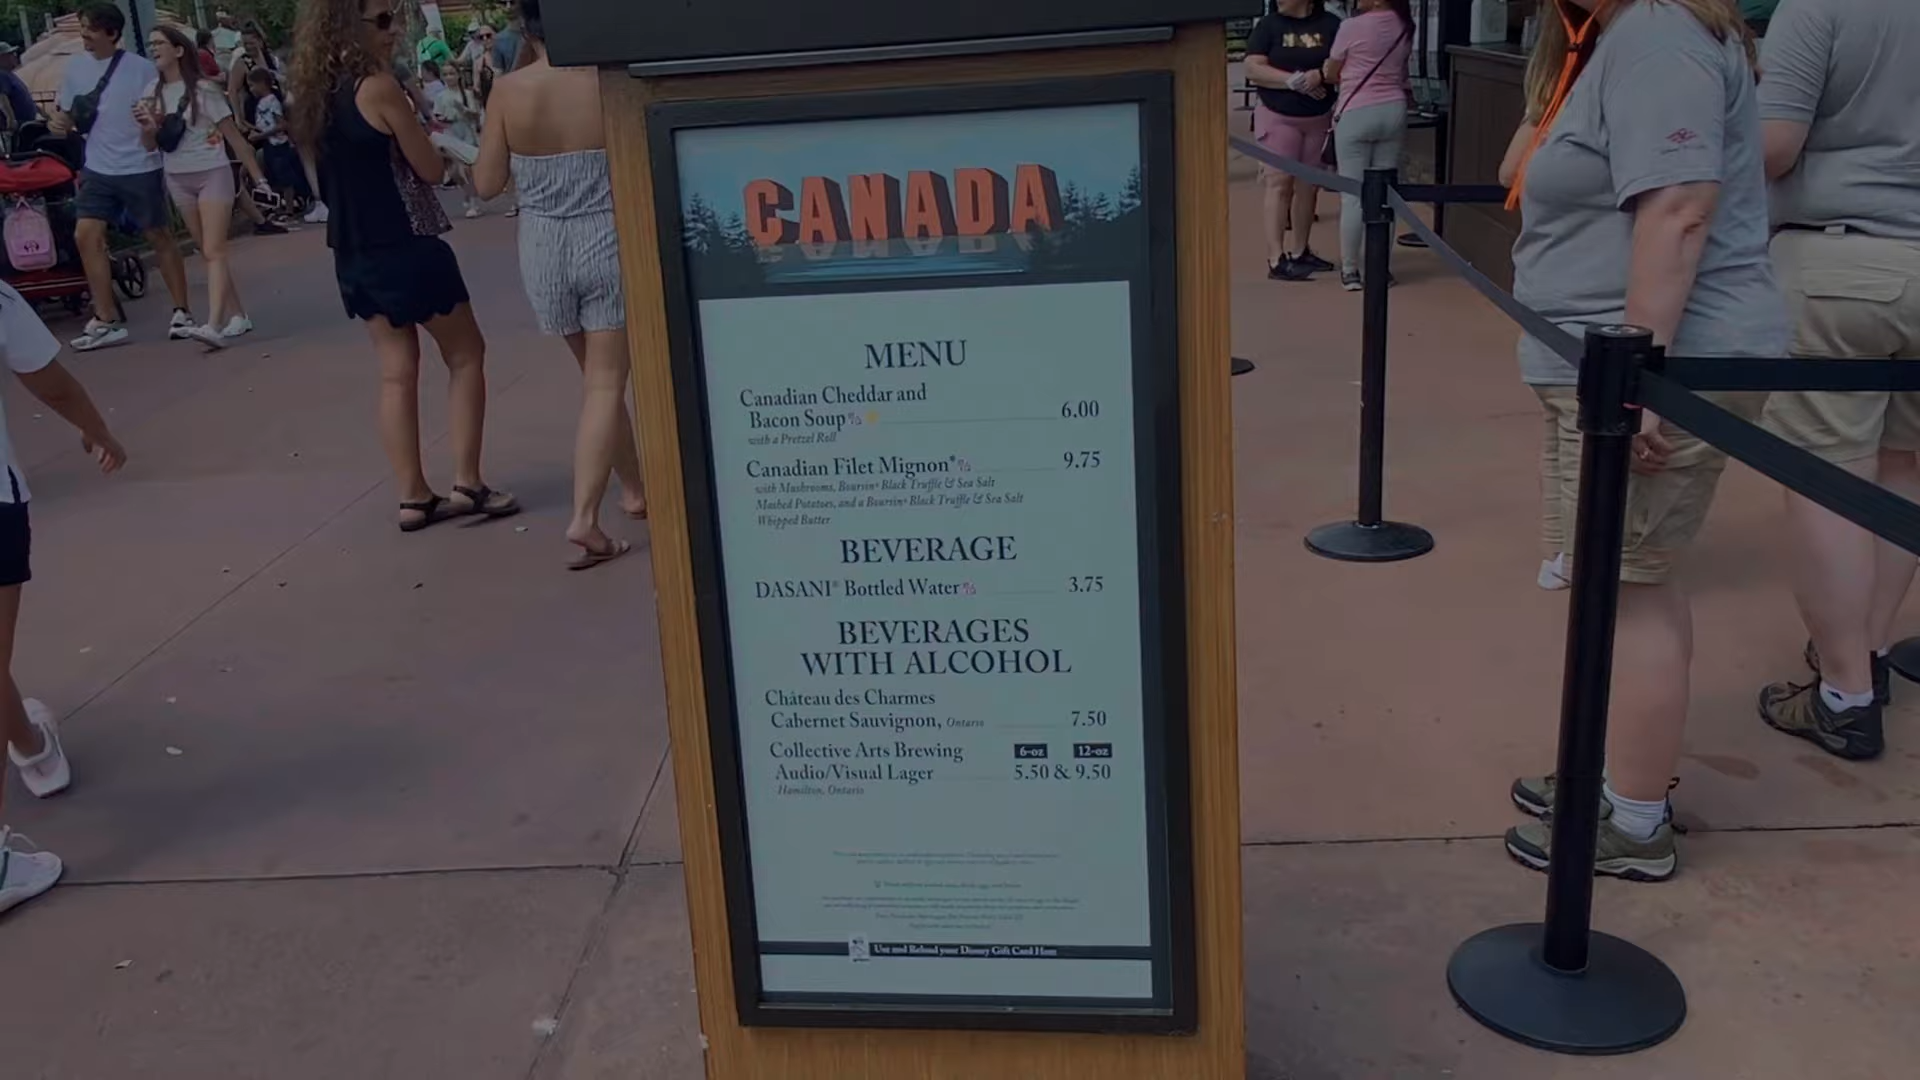 CANADA
MENU
Canadian Cheddar and
Bacon Soup 6.00
with a Pretzel Roll
Canadian Filet Mignon* 9.75
with Mushrooms, Boursin® Black Truffle & Sea Salt
Mashed Potatoes, and a Boursin® Black Truffle & Sea Salt
Whipped Butter
BEVERAGE
DASANI® Bottled Water 3.75
BEVERAGES
WITH ALCOHOL
Château des Charmes
Cabernet Sauvignon, Ontario 7.50
Collective Arts Brewing 6-oz 12-oz
Audio/Visual Lager 5.50 & 9.50
Hamilton, Ontario
Use and Reload your Disney Gift Card Here